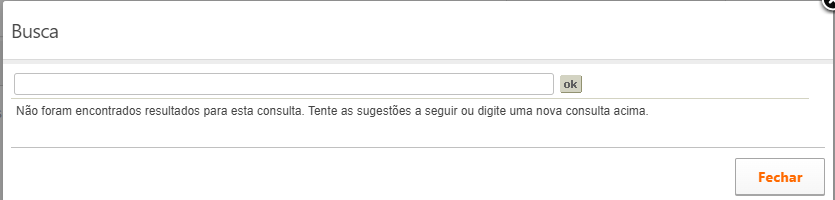 Busca
ok
Não foram encontrados resultados para esta consulta. Tente as sugestões a seguir ou digite uma nova consulta acima.
Fechar